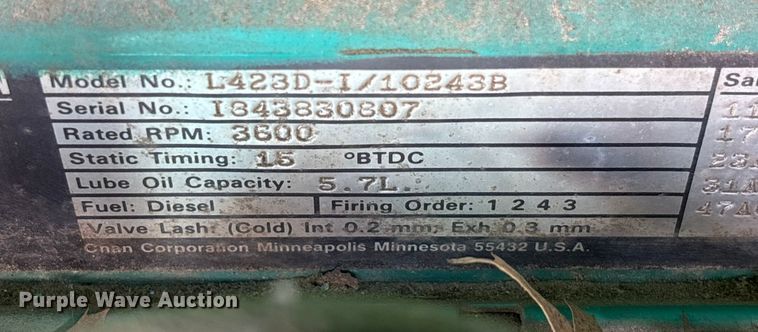 Model No.: L423D-I/10243B
Serial No.: I843830807
Rated RPM: 3600
Static Timing: 15 °BTDC
Lube Oil Capacity: 5.7L.
Fuel: Diesel Firing Order: 1 2 4 3
Valve Lash: (Cold) Int 0.2 mm; Exh 0.3 mm
Onan Corporation Minneapolis Minnesota 55432 U.S.A.
Purple Wave Auction